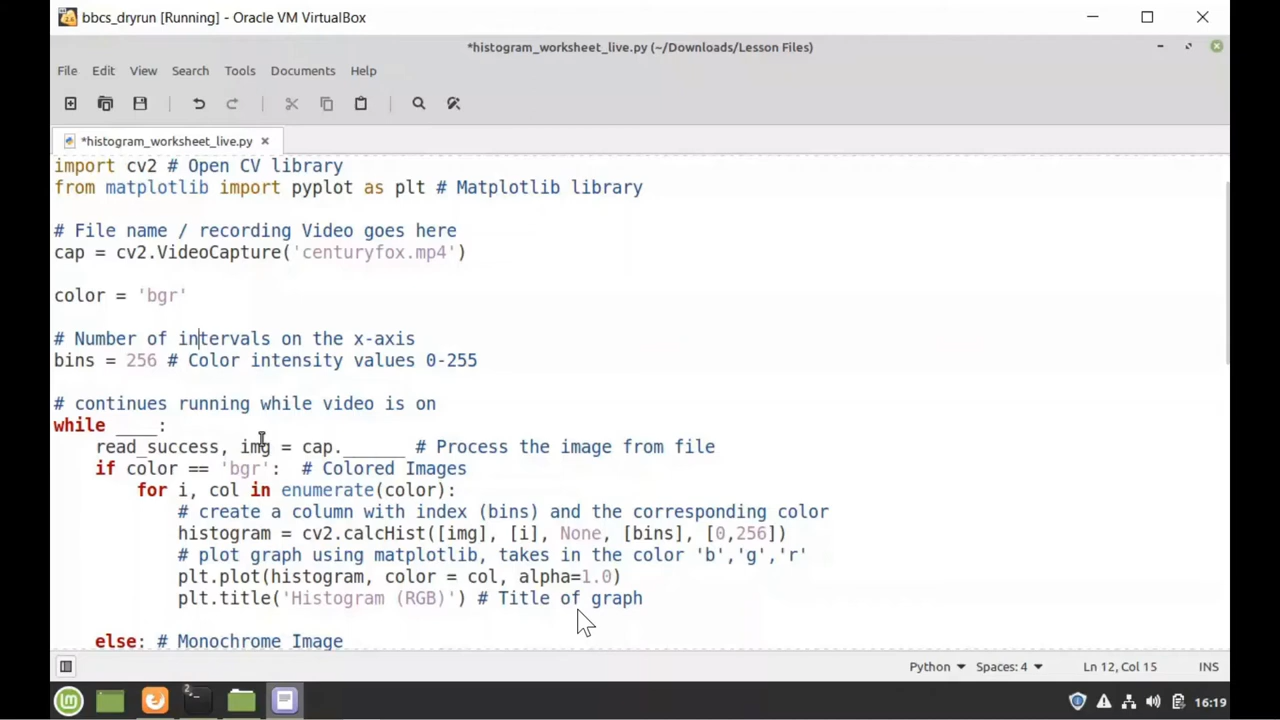 bbcs_dryrun [Running] - Oracle VM VirtualBox
*histogram_worksheet_live.py (~/Downloads/Lesson Files)
File Edit View Search Tools Documents Help
*histogram_worksheet_live.py
import cv2 # Open CV library
from matplotlib import pyplot as plt # Matplotlib library
# File name / recording Video goes here
cap = cv2.VideoCapture('centuryfox.mp4')
color = 'bgr'
# Number of intervals on the x-axis
bins = 256 # Color intensity values 0-255
# continues running while video is on
while ____:
read_success, img = cap.______ # Process the image from file
if color == 'bgr':  # Colored Images
for i, col in enumerate(color):
# create a column with index (bins) and the corresponding color
histogram = cv2.calcHist([img], [i], None, [bins], [0,256])
# plot graph using matplotlib, takes in the color 'b','g','r'
plt.plot(histogram, color = col, alpha=1.0)
plt.title('Histogram (RGB)') # Title of graph
else: # Monochrome Image
Python Spaces: 4 Ln 12, Col 15 INS
16:19